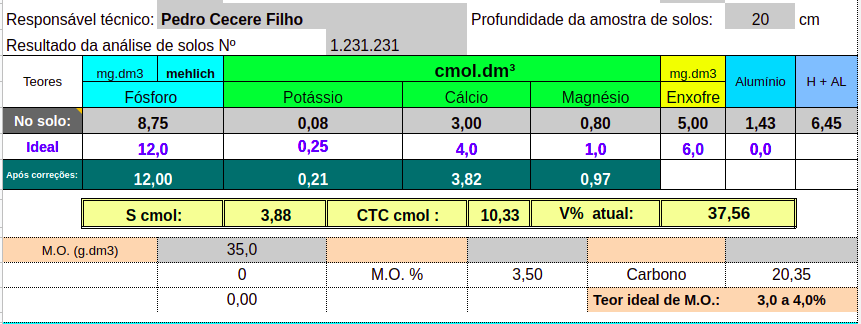 Responsável técnico: Pedro Cecere Filho Profundidade da amostra de solos: 20 cm
Resultado da análise de solos Nº 1.231.231
Teores mg.dm3 mehlich cmol.dm³ mg.dm3 Alumínio H + AL
Fósforo Potássio Cálcio Magnésio Enxofre
No solo: 8,75 0,08 3,00 0,80 5,00 1,43 6,45
Ideal 12,0 0,25 4,0 1,0 6,0 0,0
Após correções: 12,00 0,21 3,82 0,97
S cmol: 3,88 CTC cmol : 10,33 V% atual: 37,56
M.O. (g.dm3) 35,0
0 M.O. % 3,50 Carbono 20,35
0,00 Teor ideal de M.O.: 3,0 a 4,0%